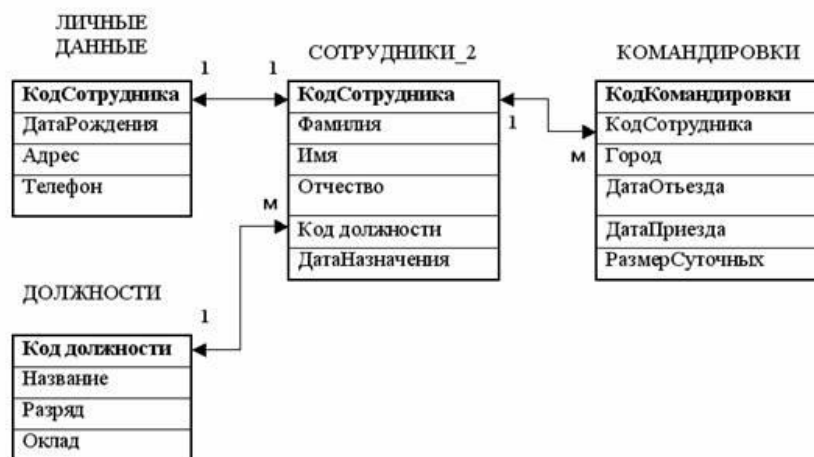 ЛИЧНЫЕ
ДАННЫЕ
1
КодСотрудника
ДатаРождения
Адрес
Телефон
СОТРУДНИКИ_2
1
КодСотрудника
1
Фамилия
Имя
Отчество
м
Код должности
ДатаНазначения
КОМАНДИРОВКИ
КодКомандировки
КодСотрудника
м
Город
ДатаОтьезда
ДатаПриезда
РазмерСуточных
ДОЛЖНОСТИ
1
Код должности
Название
Разряд
Оклад